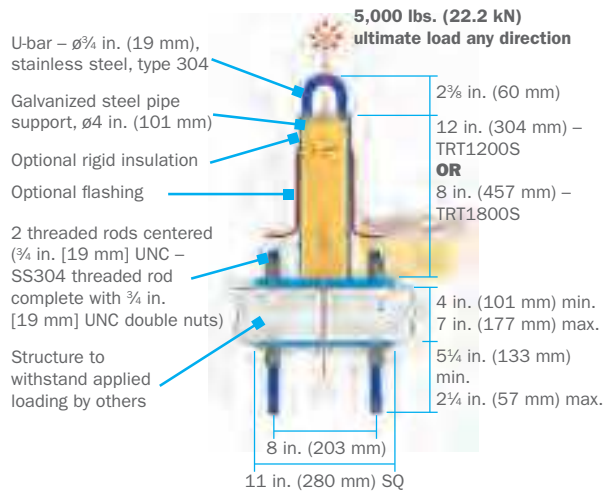 5,000 lbs. (22.2 kN)
ultimate load any direction
U-bar – ø¾ in. (19 mm),
stainless steel, type 304
Galvanized steel pipe
support, ø4 in. (101 mm)
Optional rigid insulation
Optional flashing
2 threaded rods centered
(¾ in. [19 mm] UNC –
SS304 threaded rod
complete with ¾ in.
[19 mm] UNC double nuts)
Structure to
withstand applied
loading by others
2⅜ in. (60 mm)
12 in. (304 mm) –
TRT1200S
OR
8 in. (457 mm) –
TRT1800S
4 in. (101 mm) min.
7 in. (177 mm) max.
5¼ in. (133 mm)
min.
2¼ in. (57 mm) max.
8 in. (203 mm)
11 in. (280 mm) SQ